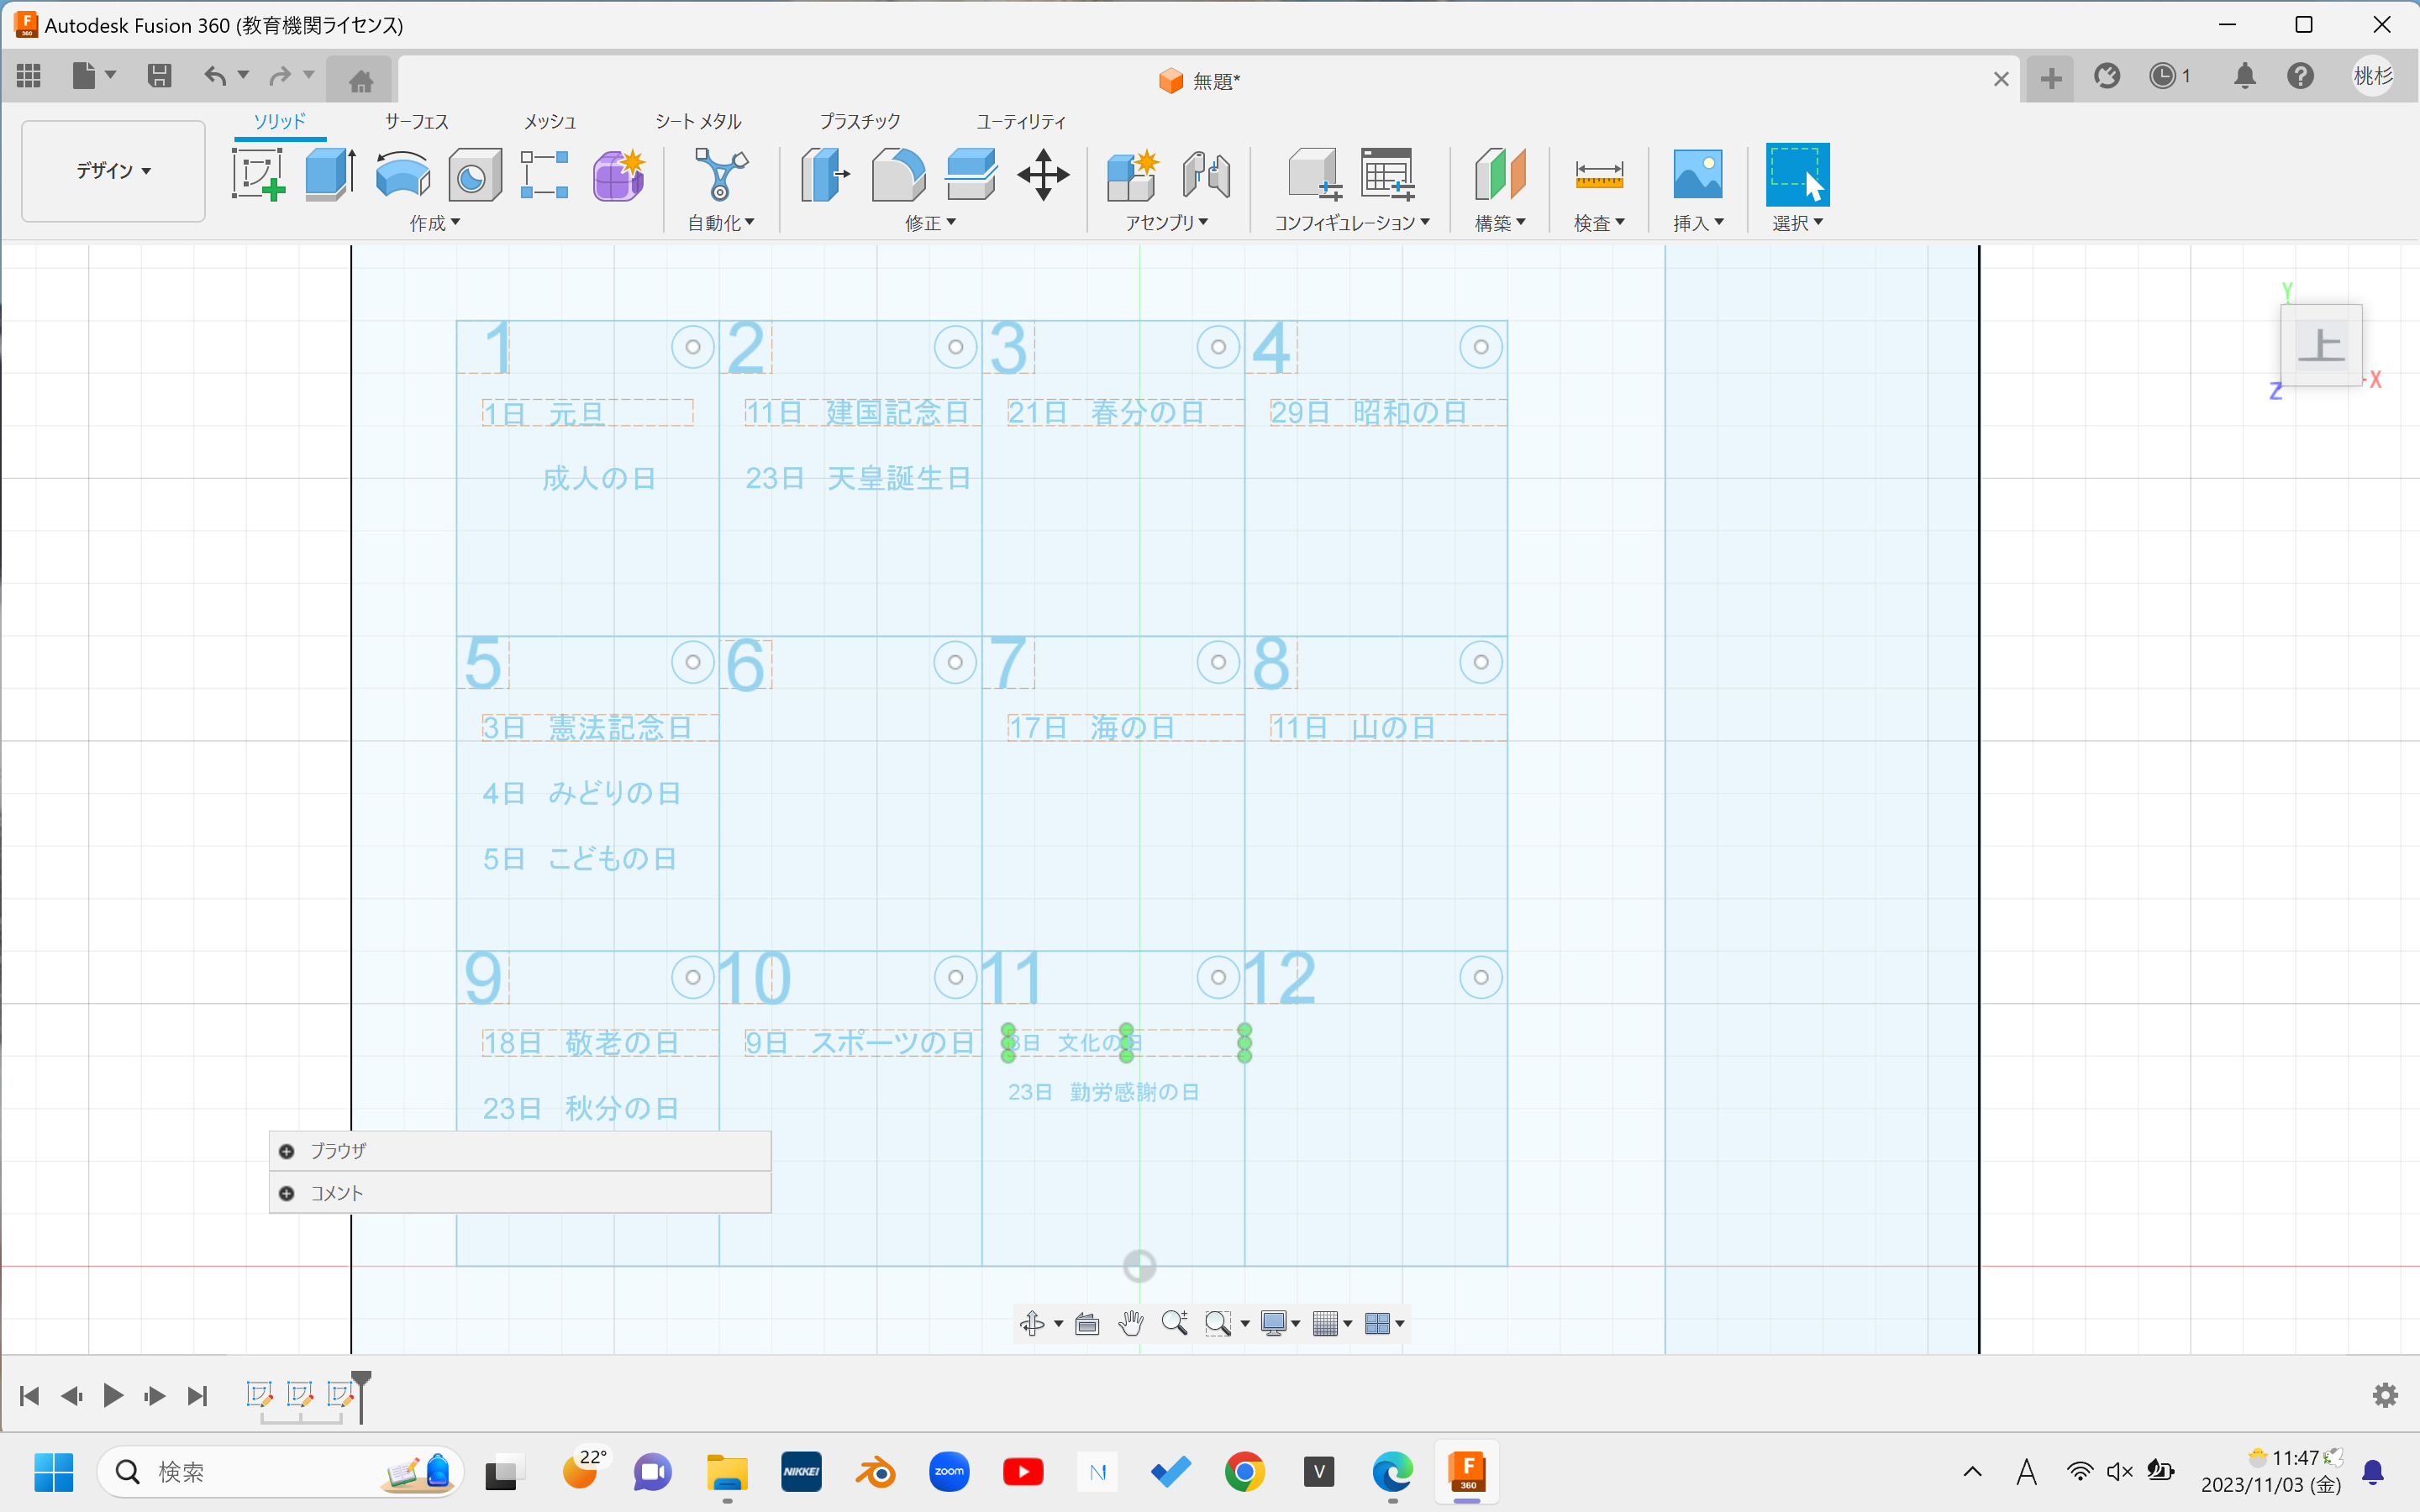 Autodesk Fusion 360 (教育機関ライセンス)
無題*
1
桃杉
ソリッド
サーフェス
メッシュ
シート メタル
プラスチック
ユーティリティ
デザイン
作成
自動化
修正
アセンブリ
コンフィギュレーション
構築
検査
挿入
選択
Y
上
X
Z
1 2 3 4
1日 元旦
11日 建国記念日
21日 春分の日
29日 昭和の日
成人の日
23日 天皇誕生日
5 6 7 8
3日 憲法記念日
17日 海の日
11日 山の日
4日 みどりの日
5日 こどもの日
9 10 11 12
18日 敬老の日
9日 スポーツの日
3日 文化の日
23日 秋分の日
23日 勤労感謝の日
ブラウザ
コメント
検索
22°
NIKKEI
zoom
N
V
F
360
A
11:47
2023/11/03 (金)